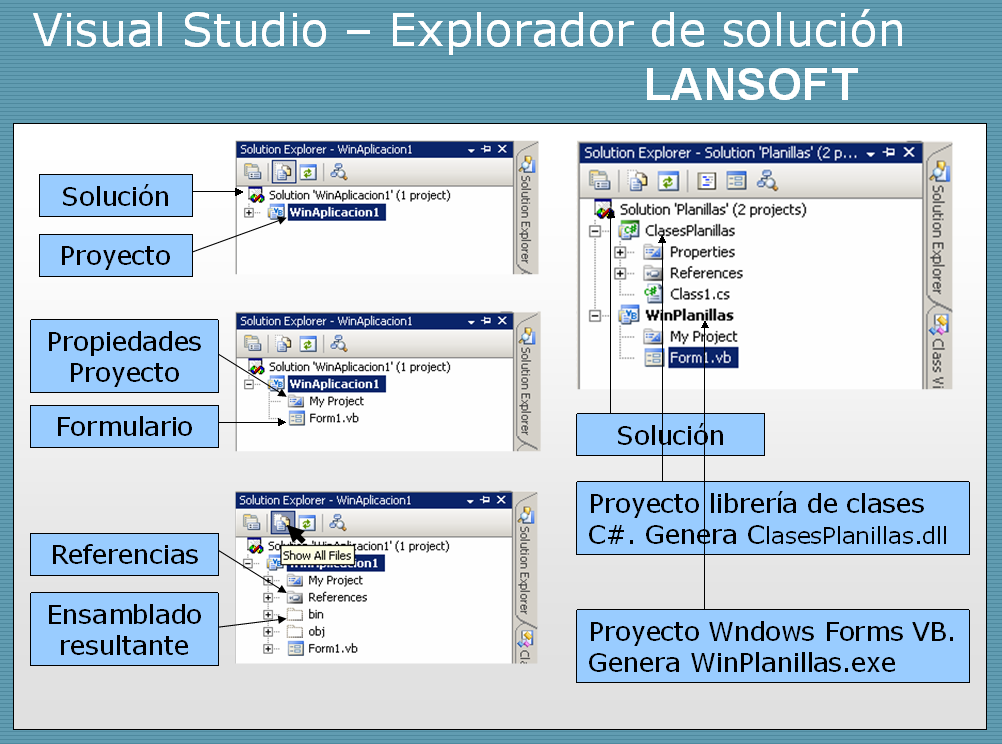 Visual Studio – Explorador de solución
LANSOFT
Solución
Proyecto
Solution Explorer - WinAplicacion1
Solution 'WinAplicacion1' (1 project)
WinAplicacion1
Solution Explorer
Propiedades
Proyecto
Formulario
Solution Explorer - WinAplicacion1
Solution 'WinAplicacion1' (1 project)
WinAplicacion1
My Project
Form1.vb
Solution Explorer
Referencias
Ensamblado
resultante
Solution Explorer - WinAplicacion1
(1 project)
Show All Files
My Project
References
bin
obj
Form1.vb
Solution Explorer
Solution Explorer - Solution 'Planillas' (2 p...
Solution 'Planillas' (2 projects)
ClasesPlanillas
Properties
References
Class1.cs
WinPlanillas
My Project
Form1.vb
Solution Explorer
Class Vi
Solución
Proyecto librería de clases
C#. Genera ClasesPlanillas.dll
Proyecto Wndows Forms VB.
Genera WinPlanillas.exe